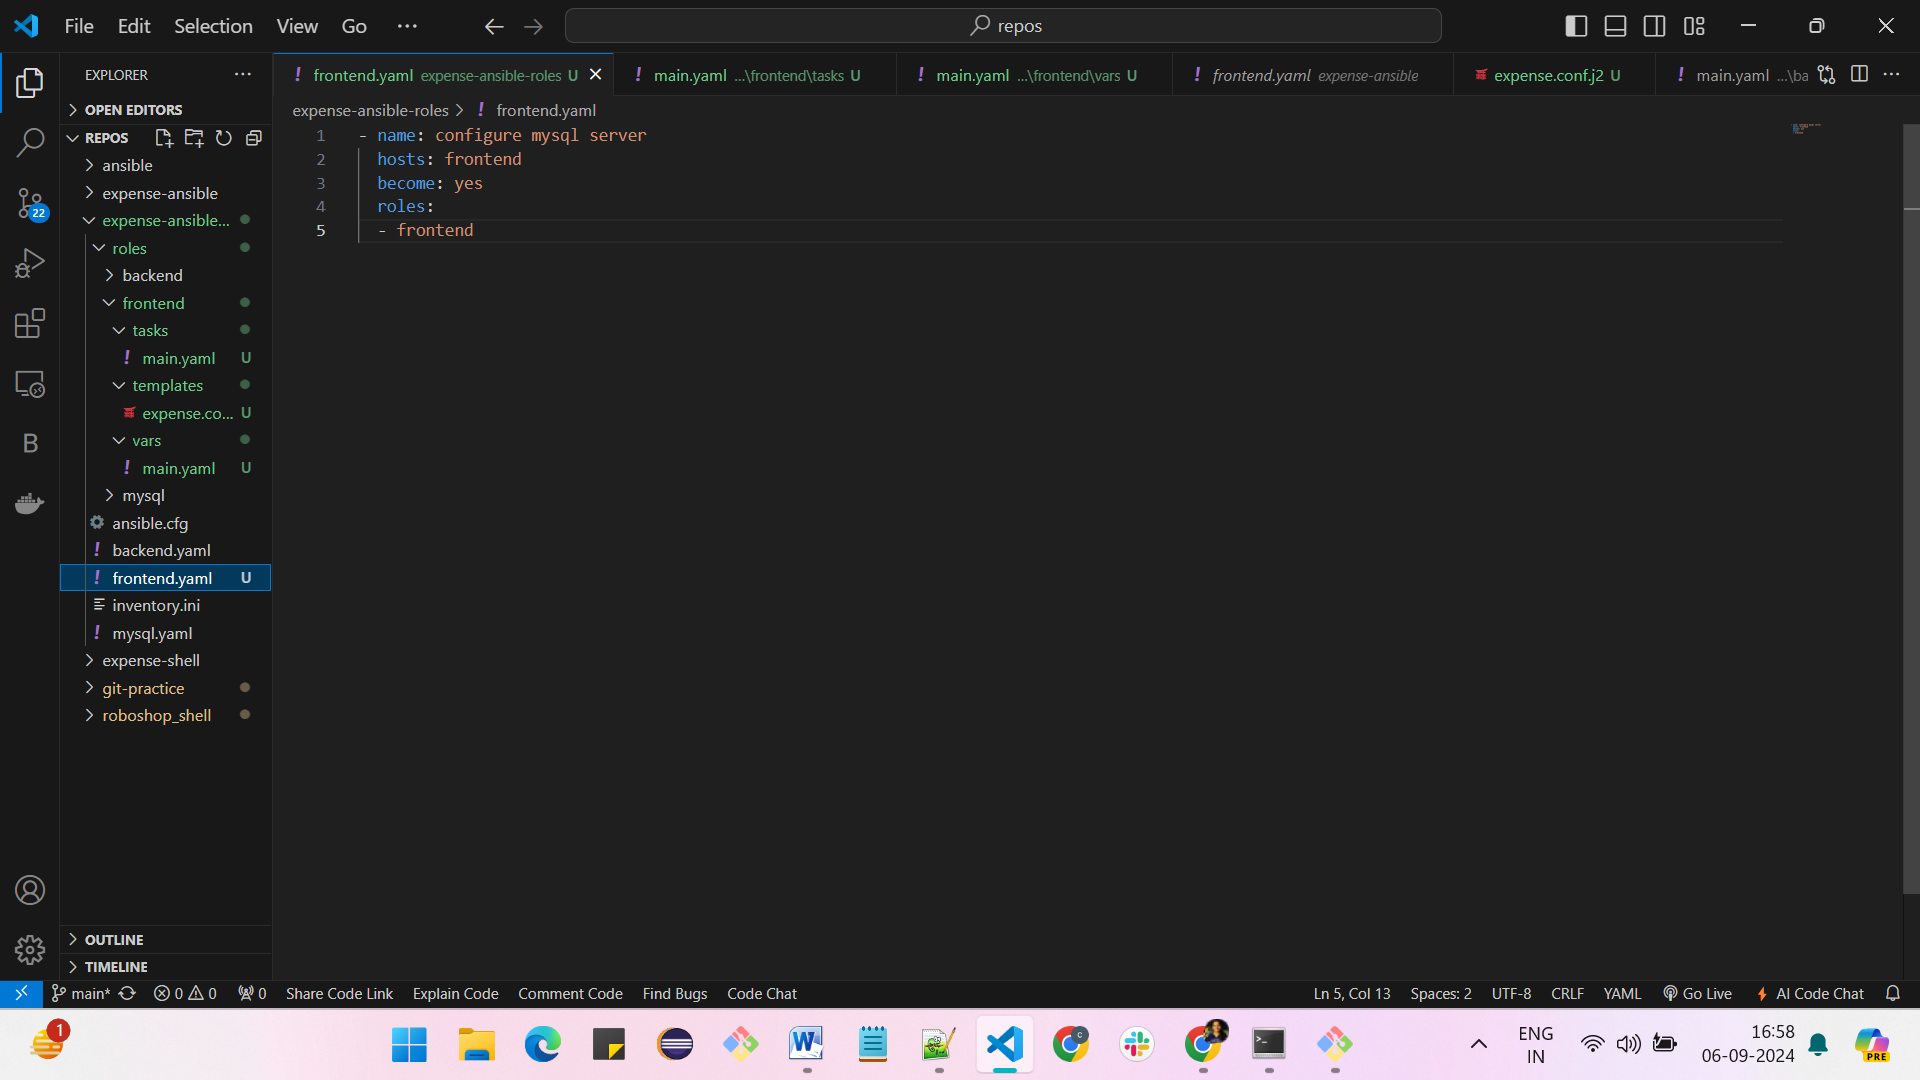 File Edit Selection View Go ···
repos
EXPLORER ···
OPEN EDITORS
REPOS
ansible
expense-ansible
expense-ansible...
roles
backend
frontend
tasks
! main.yaml U
templates
expense.co... U
vars
! main.yaml U
mysql
ansible.cfg
! backend.yaml
! frontend.yaml U
inventory.ini
! mysql.yaml
expense-shell
git-practice
roboshop_shell
OUTLINE
TIMELINE
22
B
! frontend.yaml expense-ansible-roles U
! main.yaml ...\frontend\tasks U
! main.yaml ...\frontend\vars U
! frontend.yaml expense-ansible
expense.conf.j2 U
! main.yaml ...\ba
expense-ansible-roles > ! frontend.yaml
1 - name: configure mysql server
2 hosts: frontend
3 become: yes
4 roles:
5 - frontend
main* 0 0 0 Share Code Link Explain Code Comment Code Find Bugs Code Chat
Ln 5, Col 13 Spaces: 2 UTF-8 CRLF YAML Go Live AI Code Chat
1
W
c
ENG
IN
16:58
06-09-2024
PRE